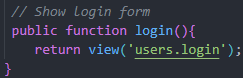 // Show Login form
public function login(){
return view('users.login');
}